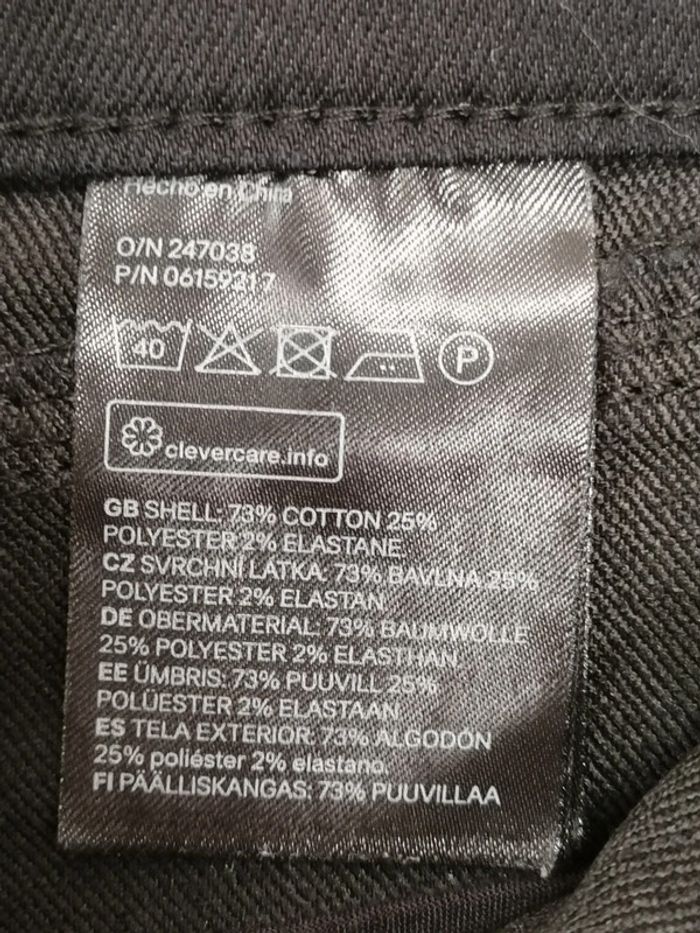 Hecho en China
O/N 247038
P/N 06159217
40 P
clevercare.info
GB SHELL: 73% COTTON 25%
POLYESTER 2% ELASTANE
CZ SVRCHNÍ LÁTKA: 73% BAVLNA 25%
POLYESTER 2% ELASTAN
DE OBERMATERIAL: 73% BAUMWOLLE
25% POLYESTER 2% ELASTHAN
EE ÜMBRIS: 73% PUUVILL 25%
POLÜESTER 2% ELASTAAN
ES TELA EXTERIOR: 73% ALGODÓN
25% poliéster 2% elastano.
FI PÄÄLLISKANGAS: 73% PUUVILLAA